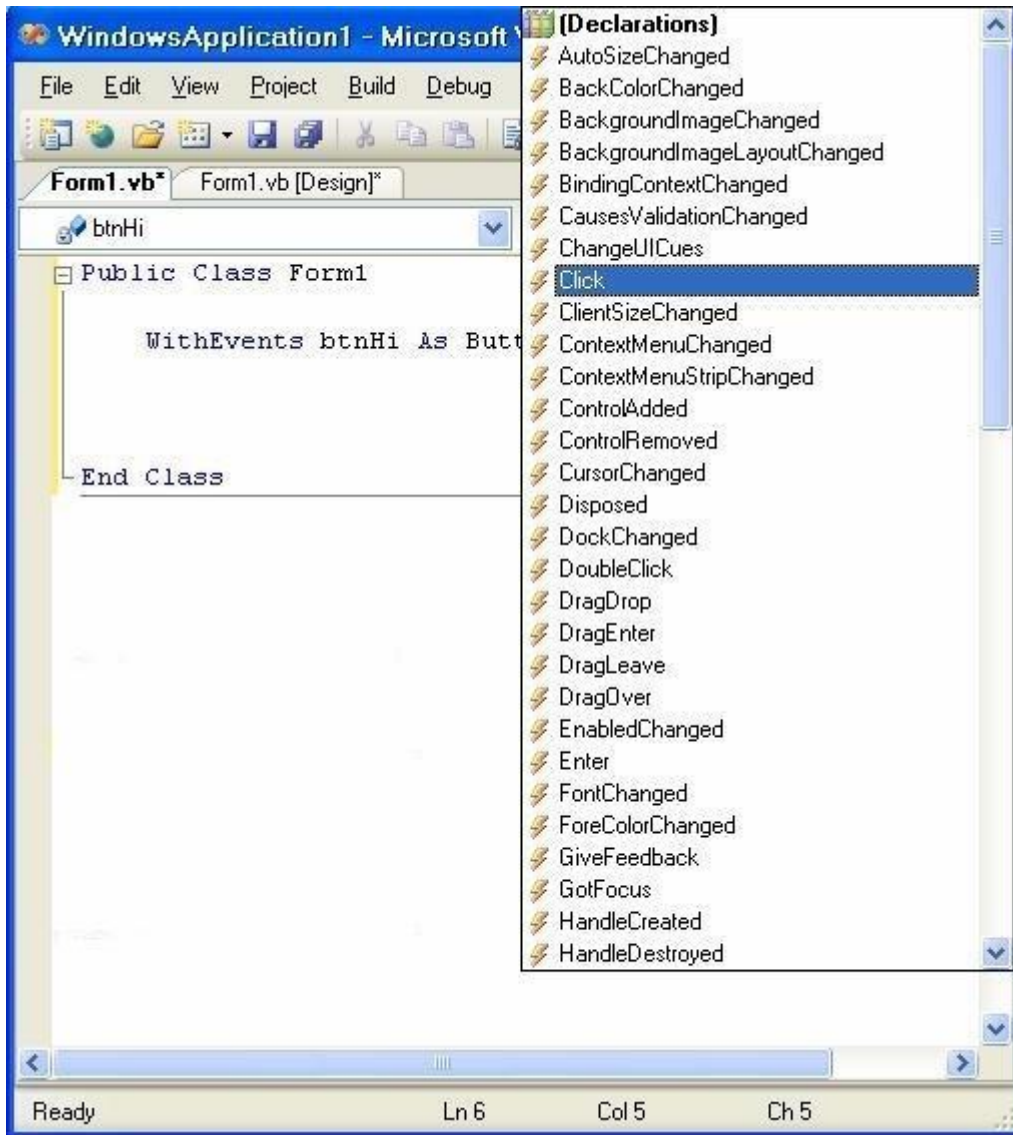 WindowsApplication1 - Microsoft
File Edit View Project Build Debug
Form1.vb* Form1.vb [Design]*
btnHi
Public Class Form1
WithEvents btnHi As Butt
End Class
(Declarations)
AutoSizeChanged
BackColorChanged
BackgroundImageChanged
BackgroundImageLayoutChanged
BindingContextChanged
CausesValidationChanged
ChangeUICues
Click
ClientSizeChanged
ContextMenuChanged
ContextMenuStripChanged
ControlAdded
ControlRemoved
CursorChanged
Disposed
DockChanged
DoubleClick
DragDrop
DragEnter
DragLeave
DragOver
EnabledChanged
Enter
FontChanged
ForeColorChanged
GiveFeedback
GotFocus
HandleCreated
HandleDestroyed
Ready Ln 6 Col 5 Ch 5